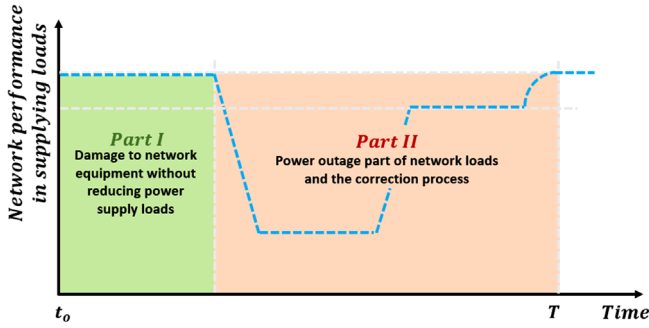 Network performance
in supplying loads
Part I
Damage to network
equipment without
reducing power
supply loads
Part II
Power outage part of network loads
and the correction process
t₀
T
Time